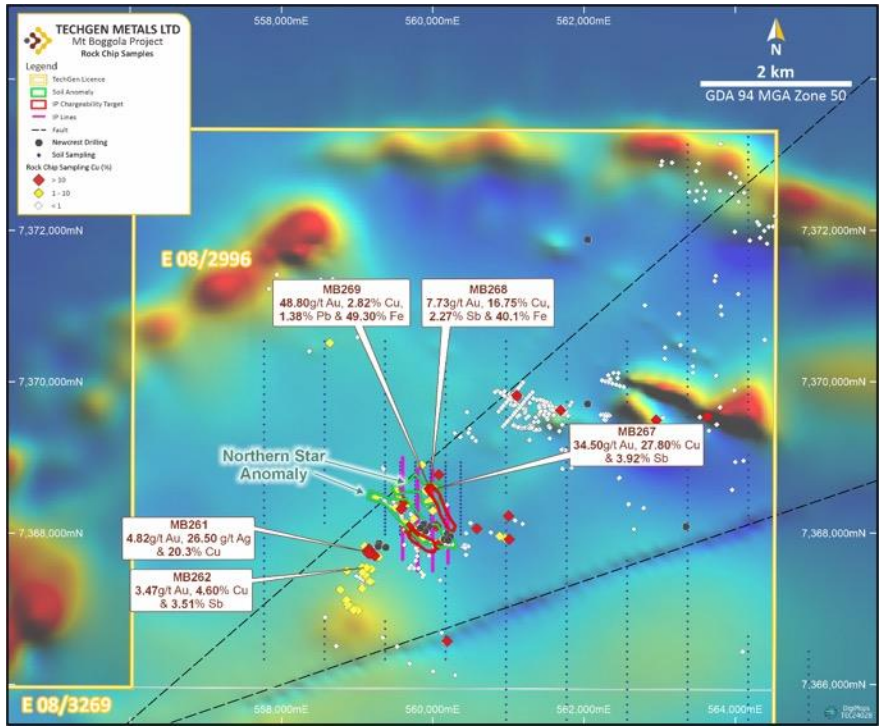 TECHGEN METALS LTD
Mt Boggola Project
Rock Chip Samples
Legend
TechGen Licence
Soil Anomaly
IP Chargeability Target
IP Lines
Fault
Newcrest Drilling
Soil Sampling
Rock Chip Sampling Cu (%)
> 10
1 - 10
< 1
558,000mE
560,000mE
562,000mE
N
2 km
GDA 94 MGA Zone 50
7,372,000mN
7,372,000mN
E 08/2996
MB269
48.80g/t Au, 2.82% Cu,
1.38% Pb & 49.30% Fe
MB268
7.73g/t Au, 16.75% Cu,
2.27% Sb & 40.1% Fe
7,370,000mN
7,370,000mN
MB267
34.50g/t Au, 27.80% Cu
& 3.92% Sb
Northern Star
Anomaly
7,368,000mN
7,368,000mN
MB261
4.82g/t Au, 26.50 g/t Ag
& 20.3% Cu
MB262
3.47g/t Au, 4.60% Cu
& 3.51% Sb
7,366,000mN
E 08/3269
558,000mE
560,000mE
562,000mE
564,000mE
DigMaps
TEC24028